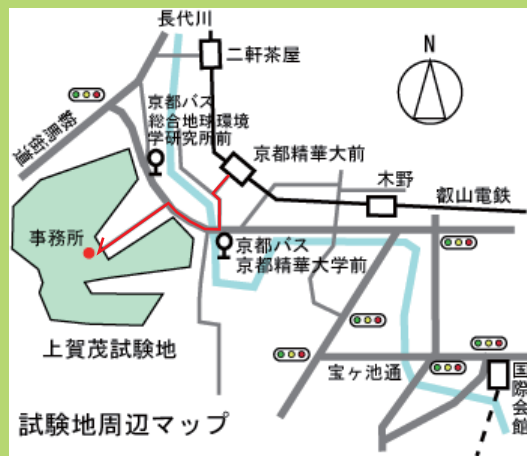 長代川
二軒茶屋
N
鞍馬街道
京都バス
総合地球環境
学研究所前
京都精華大前
木野
叡山電鉄
事務所
京都バス
京都精華大学前
上賀茂試験地
宝ヶ池通
国際会館
試験地周辺マップ